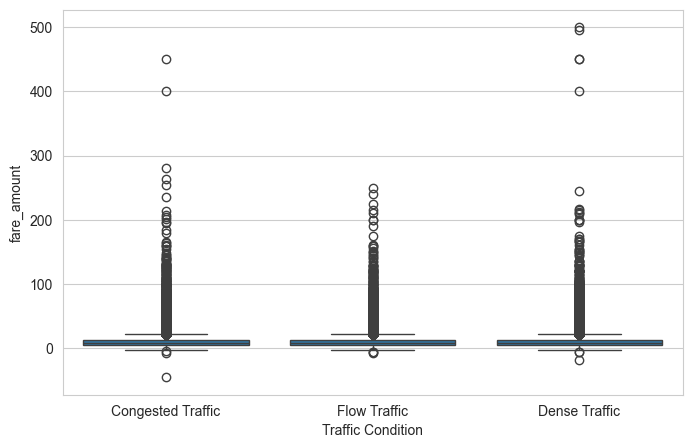 500
400
300
200
100
0
fare_amount
Congested Traffic
Flow Traffic
Dense Traffic
Traffic Condition